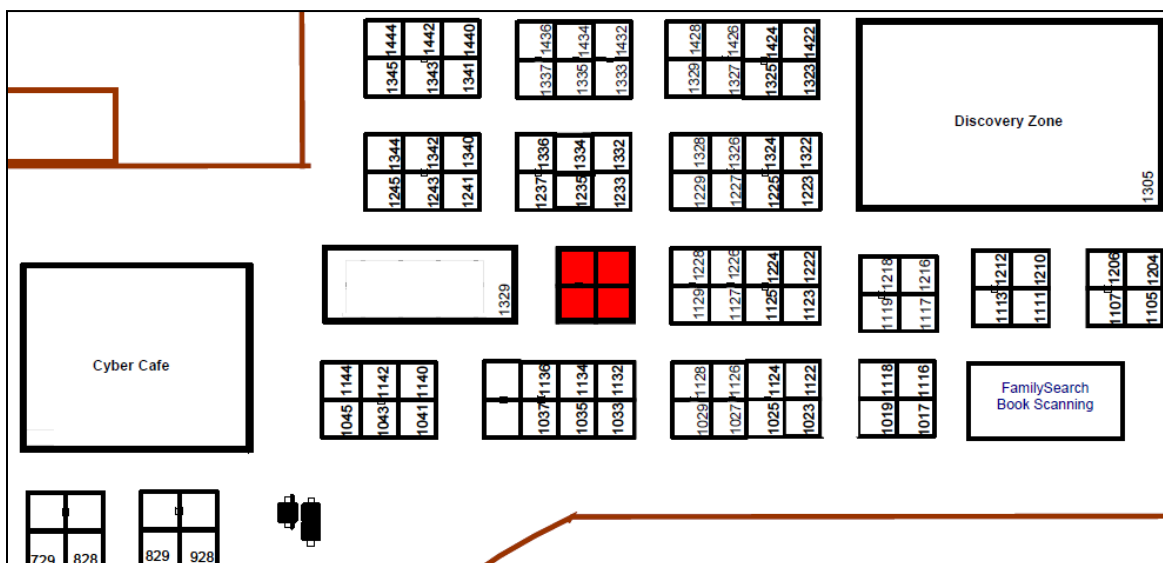 1444 1442 1440 1436 1434 1432 1428 1426 1424 1422
1345 1343 1341 1337 1335 1333 1329 1327 1325 1323
Discovery Zone
1305
1344 1342 1340 1336 1334 1332 1328 1326 1324 1322
1245 1243 1241 1237 1235 1233 1229 1227 1225 1223
1329
1228 1226 1224 1222 1218 1216 1212 1210 1206 1204
1129 1127 1125 1123 1119 1117 1113 1111 1107 1105
Cyber Cafe
1144 1142 1140 1136 1134 1132 1128 1126 1124 1122 1118 1116
1045 1043 1041 1037 1035 1033 1029 1027 1025 1023 1019 1017
FamilySearch
Book Scanning
729 828 829 928